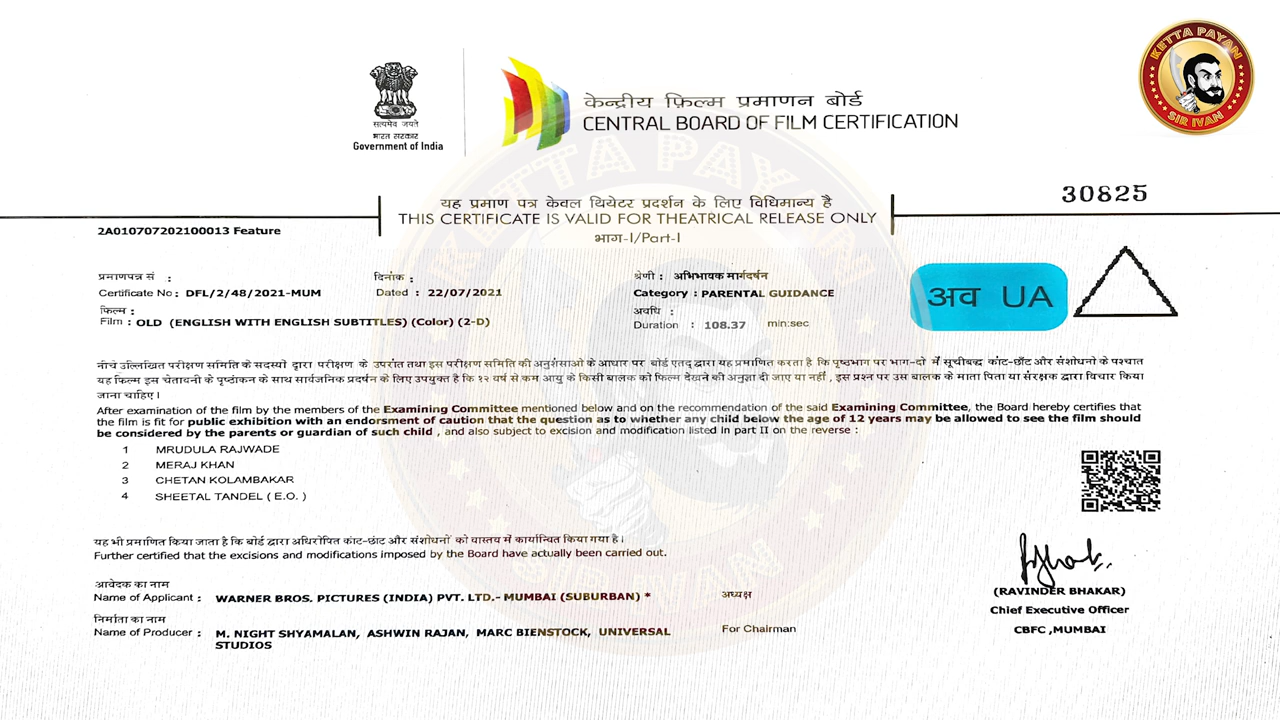 KETTA PAYAN
SIR IVAN
सत्यमेव जयते
भारत सरकार
Government of India
केन्द्रीय फ़िल्म प्रमाणन बोर्ड
CENTRAL BOARD OF FILM CERTIFICATION
30825
यह प्रमाण पत्र केवल थियेटर प्रदर्शन के लिए विधिमान्य है
THIS CERTIFICATE IS VALID FOR THEATRICAL RELEASE ONLY
भाग-I/Part-I
2A010707202100013 Feature
प्रमाणपत्र सं : दिनांक : श्रेणी : अभिभावक मार्गदर्शन
Certificate No : DFL/2/48/2021-MUM Dated : 22/07/2021 Category : PARENTAL GUIDANCE
अव UA
फिल्म : अवधि :
Film : OLD (ENGLISH WITH ENGLISH SUBTITLES) (Color) (2-D) Duration : 108.37 min:sec
नीचे उल्लिखित परीक्षण समिति के सदस्यों द्वारा परीक्षण के उपरांत तथा इस परीक्षण समिति की अनुशंसाओं के आधार पर बोर्ड एतद् द्वारा यह प्रमाणित करता है कि पृष्ठभाग पर भाग-दो में सूचीबद्ध कांट-छाँट और संशोधनों के पश्चात
यह फिल्म इस चेतावनी के पृष्ठांकन के साथ सार्वजनिक प्रदर्शन के लिए उपयुक्त है कि १२ वर्ष से कम आयु के किसी बालक को फिल्म देखने की अनुज्ञा दी जाए या नहीं , इस प्रश्न पर उस बालक के माता पिता या संरक्षक द्वारा विचार किया
जाना चाहिए ।
After examination of the film by the members of the Examining Committee mentioned below and on the recommendation of the said Examining Committee, the Board hereby certifies that
the film is fit for public exhibition with an endorsment of caution that the question as to whether any child below the age of 12 years may be allowed to see the film should
be considered by the parents or guardian of such child , and also subject to excision and modification listed in part II on the reverse :
1 MRUDULA RAJWADE
2 MERAJ KHAN
3 CHETAN KOLAMBAKAR
4 SHEETAL TANDEL ( E.O. )
यह भी प्रमाणित किया जाता है कि बोर्ड द्वारा अधिरोपित कांट-छांट और संशोधनों को वास्तव में कार्यान्वित किया गया है ।
Further certified that the excisions and modifications imposed by the Board have actually been carried out.
आवेदक का नाम
Name of Applicant : WARNER BROS. PICTURES (INDIA) PVT. LTD.- MUMBAI (SUBURBAN) * अध्यक्ष
निर्माता का नाम
Name of Producer : M. NIGHT SHYAMALAN, ASHWIN RAJAN, MARC BIENSTOCK, UNIVERSAL For Chairman
STUDIOS
(RAVINDER BHAKAR)
Chief Executive Officer
CBFC ,MUMBAI